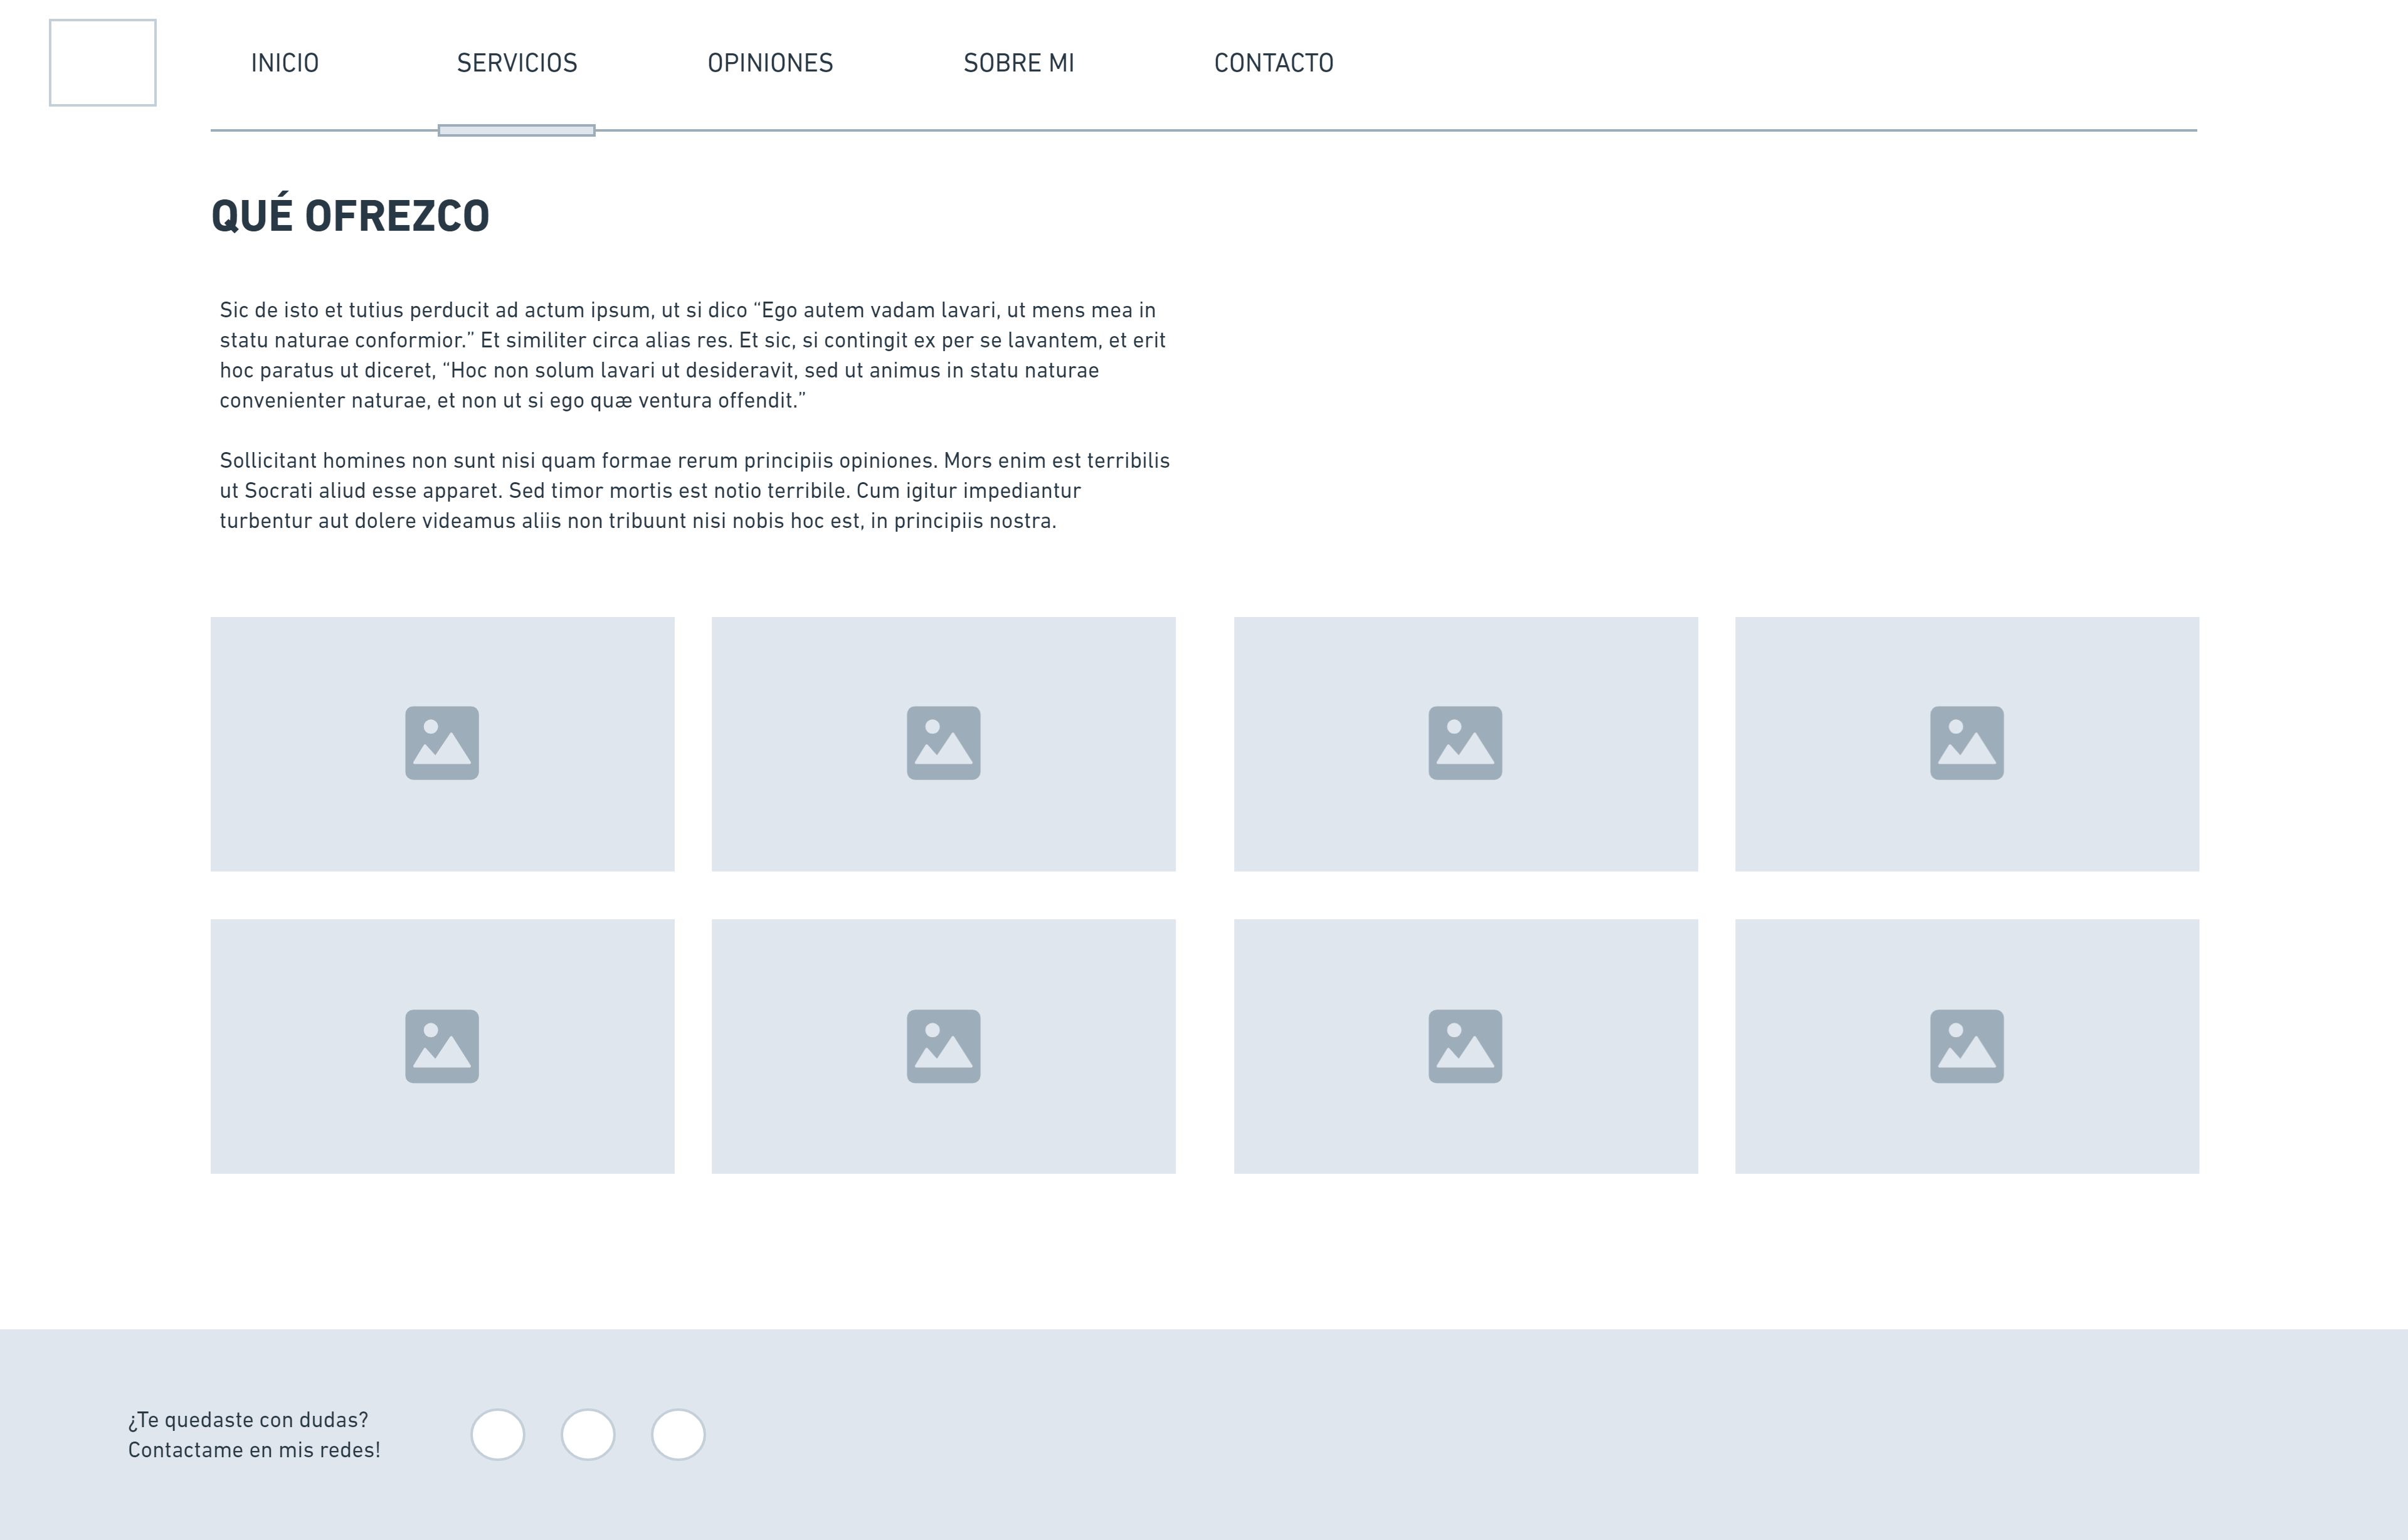 INICIO SERVICIOS OPINIONES SOBRE MI CONTACTO
QUÉ OFREZCO
Sic de isto et tutius perducit ad actum ipsum, ut si dico “Ego autem vadam lavari, ut mens mea in
statu naturae conformior.” Et similiter circa alias res. Et sic, si contingit ex per se lavantem, et erit
hoc paratus ut diceret, “Hoc non solum lavari ut desideravit, sed ut animus in statu naturae
convenienter naturae, et non ut si ego quæ ventura offendit.”
Sollicitant homines non sunt nisi quam formae rerum principiis opiniones. Mors enim est terribilis
ut Socrati aliud esse apparet. Sed timor mortis est notio terribile. Cum igitur impediantur
turbentur aut dolere videamus aliis non tribuunt nisi nobis hoc est, in principiis nostra.
¿Te quedaste con dudas?
Contactame en mis redes!